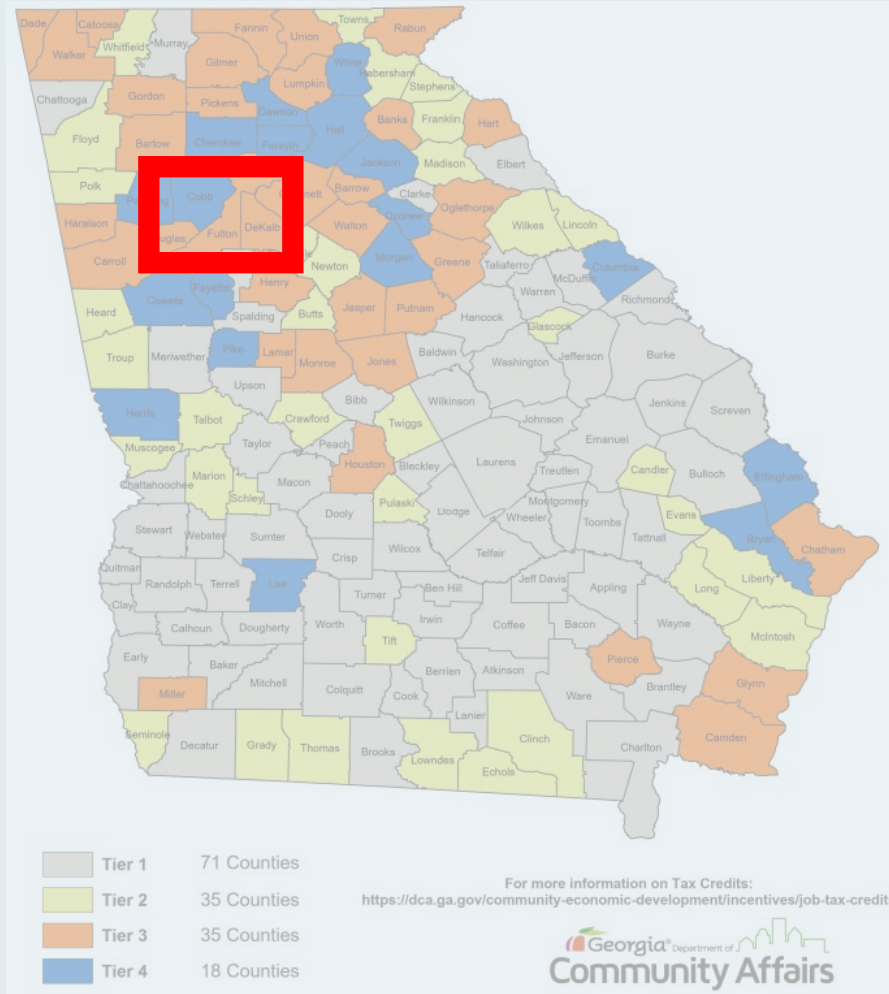 Dade
Catoosa
Fannin
Union
Towns
Rabun
Walker
Whitfield
Murray
Gilmer
White
Habersham
Lumpkin
Stephens
Chattooga
Gordon
Pickens
Dawson
Banks
Franklin
Hart
Floyd
Bartow
Cherokee
Forsyth
Hall
Jackson
Madison
Elbert
Polk
Cobb
Barrow
Clarke
Oconee
Oglethorpe
Haralson
Fulton
DeKalb
Walton
Wilkes
Lincoln
Carroll
Newton
Morgan
Greene
Taliaferro
McDuffie
Columbia
Heard
Coweta
Fayette
Henry
Spalding
Butts
Jasper
Putnam
Hancock
Warren
Richmond
Glascock
Troup
Meriwether
Pike
Lamar
Monroe
Jones
Baldwin
Washington
Jefferson
Burke
Upson
Bibb
Wilkinson
Jenkins
Screven
Harris
Talbot
Crawford
Twiggs
Johnson
Emanuel
Muscogee
Taylor
Peach
Houston
Bleckley
Laurens
Treutlen
Candler
Bulloch
Effingham
Chattahoochee
Marion
Schley
Macon
Pulaski
Dodge
Montgomery
Wheeler
Toombs
Evans
Tattnall
Bryan
Chatham
Stewart
Webster
Sumter
Dooly
Crisp
Wilcox
Telfair
Quitman
Randolph
Terrell
Lee
Turner
Ben Hill
Jeff Davis
Appling
Long
Liberty
Clay
Calhoun
Dougherty
Worth
Irwin
Coffee
Bacon
Wayne
McIntosh
Early
Baker
Tift
Berrien
Atkinson
Pierce
Brantley
Glynn
Miller
Mitchell
Colquitt
Cook
Lanier
Ware
Camden
Seminole
Decatur
Grady
Thomas
Brooks
Lowndes
Echols
Clinch
Charlton
Tier 1 71 Counties
Tier 2 35 Counties
Tier 3 35 Counties
Tier 4 18 Counties
For more information on Tax Credits:
https://dca.ga.gov/community-economic-development/incentives/job-tax-credit
Georgia® Department of
Community Affairs